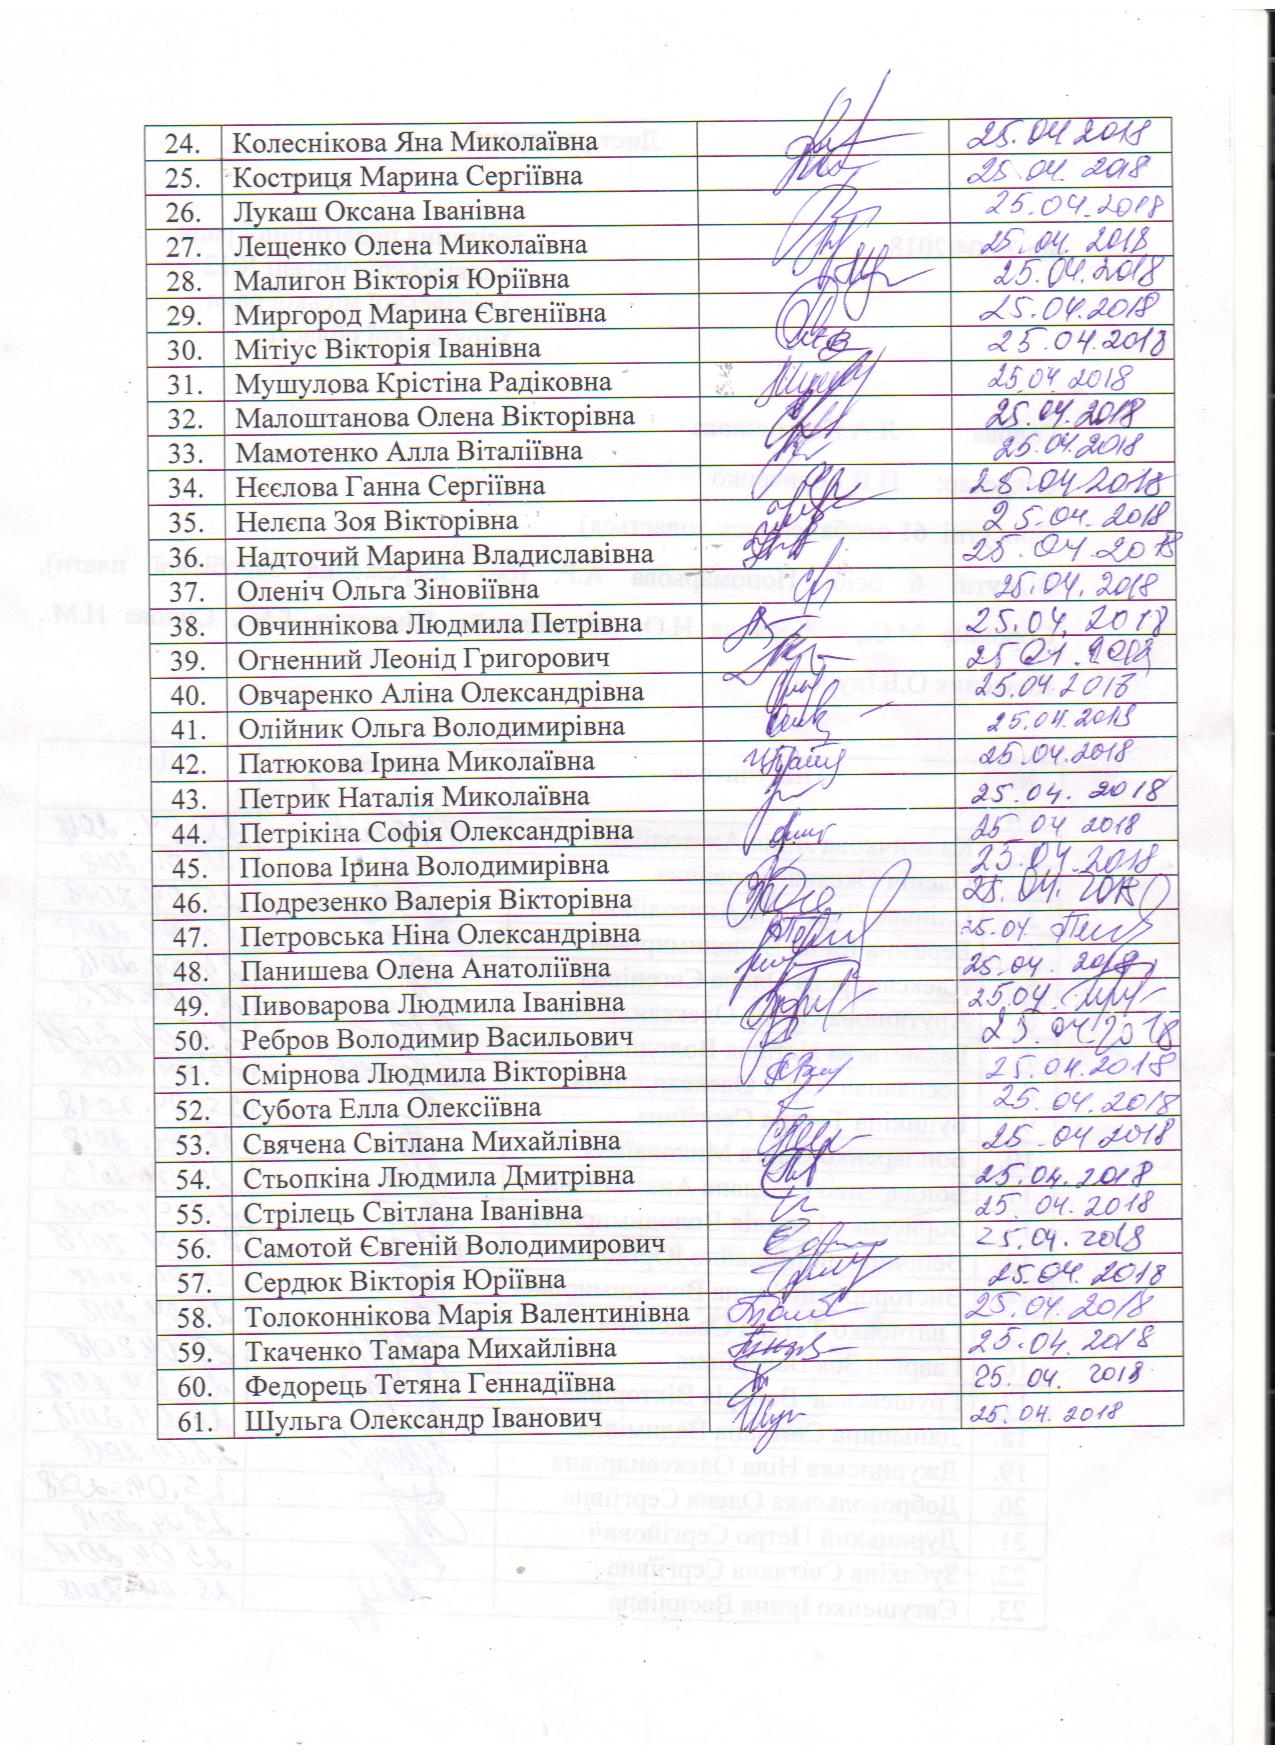 24. Колеснікова Яна Миколаївна 25.04 2018
25. Костриця Марина Сергіївна 25.04. 2018
26. Лукаш Оксана Іванівна 25.04.2018
27. Лещенко Олена Миколаївна 25.04. 2018
28. Малигон Вікторія Юріївна 25.04.2018
29. Миргород Марина Євгеніївна 25.04.2018
30. Мітіус Вікторія Іванівна 25.04.2018
31. Мушулова Крістіна Радіковна 25.04 2018
32. Малоштанова Олена Вікторівна 25.04.2018
33. Мамотенко Алла Віталіївна 25.04.2018
34. Нєєлова Ганна Сергіївна 25.04 2018
35. Нелєпа Зоя Вікторівна 25.04.2018
36. Надточий Марина Владиславівна 25.04 2018
37. Оленіч Ольга Зіновіївна 25.04. 2018
38. Овчиннікова Людмила Петрівна 25.04. 2018
39. Огненний Леонід Григорович
40. Овчаренко Аліна Олександрівна 25.04.2018
41. Олійник Ольга Володимирівна 25.04.2018
42. Патюкова Ірина Миколаївна 25.04.2018
43. Петрик Наталія Миколаївна 25.04. 2018
44. Петрікіна Софія Олександрівна 25 04 2018
45. Попова Ірина Володимирівна 25.04.2018
46. Подрезенко Валерія Вікторівна 25.04. 2018
47. Петровська Ніна Олександрівна 25.04
48. Панишева Олена Анатоліївна 25.04. 2018
49. Пивоварова Людмила Іванівна 25.04.
50. Ребров Володимир Васильович 25.04.2018
51. Смірнова Людмила Вікторівна 25.04.2018
52. Субота Елла Олексіївна 25.04.2018
53. Свячена Світлана Михайлівна 25.04 2018
54. Стьопкіна Людмила Дмитрівна 25.04.2018
55. Стрілець Світлана Іванівна 25.04.2018
56. Самотой Євгеній Володимирович 25.04.2018
57. Сердюк Вікторія Юріївна 25.04. 2018
58. Толоконнікова Марія Валентинівна 25.04.2018
59. Ткаченко Тамара Михайлівна 25.04.2018
60. Федорець Тетяна Геннадіївна 25.04. 2018
61. Шульга Олександр Іванович 25.04.2018